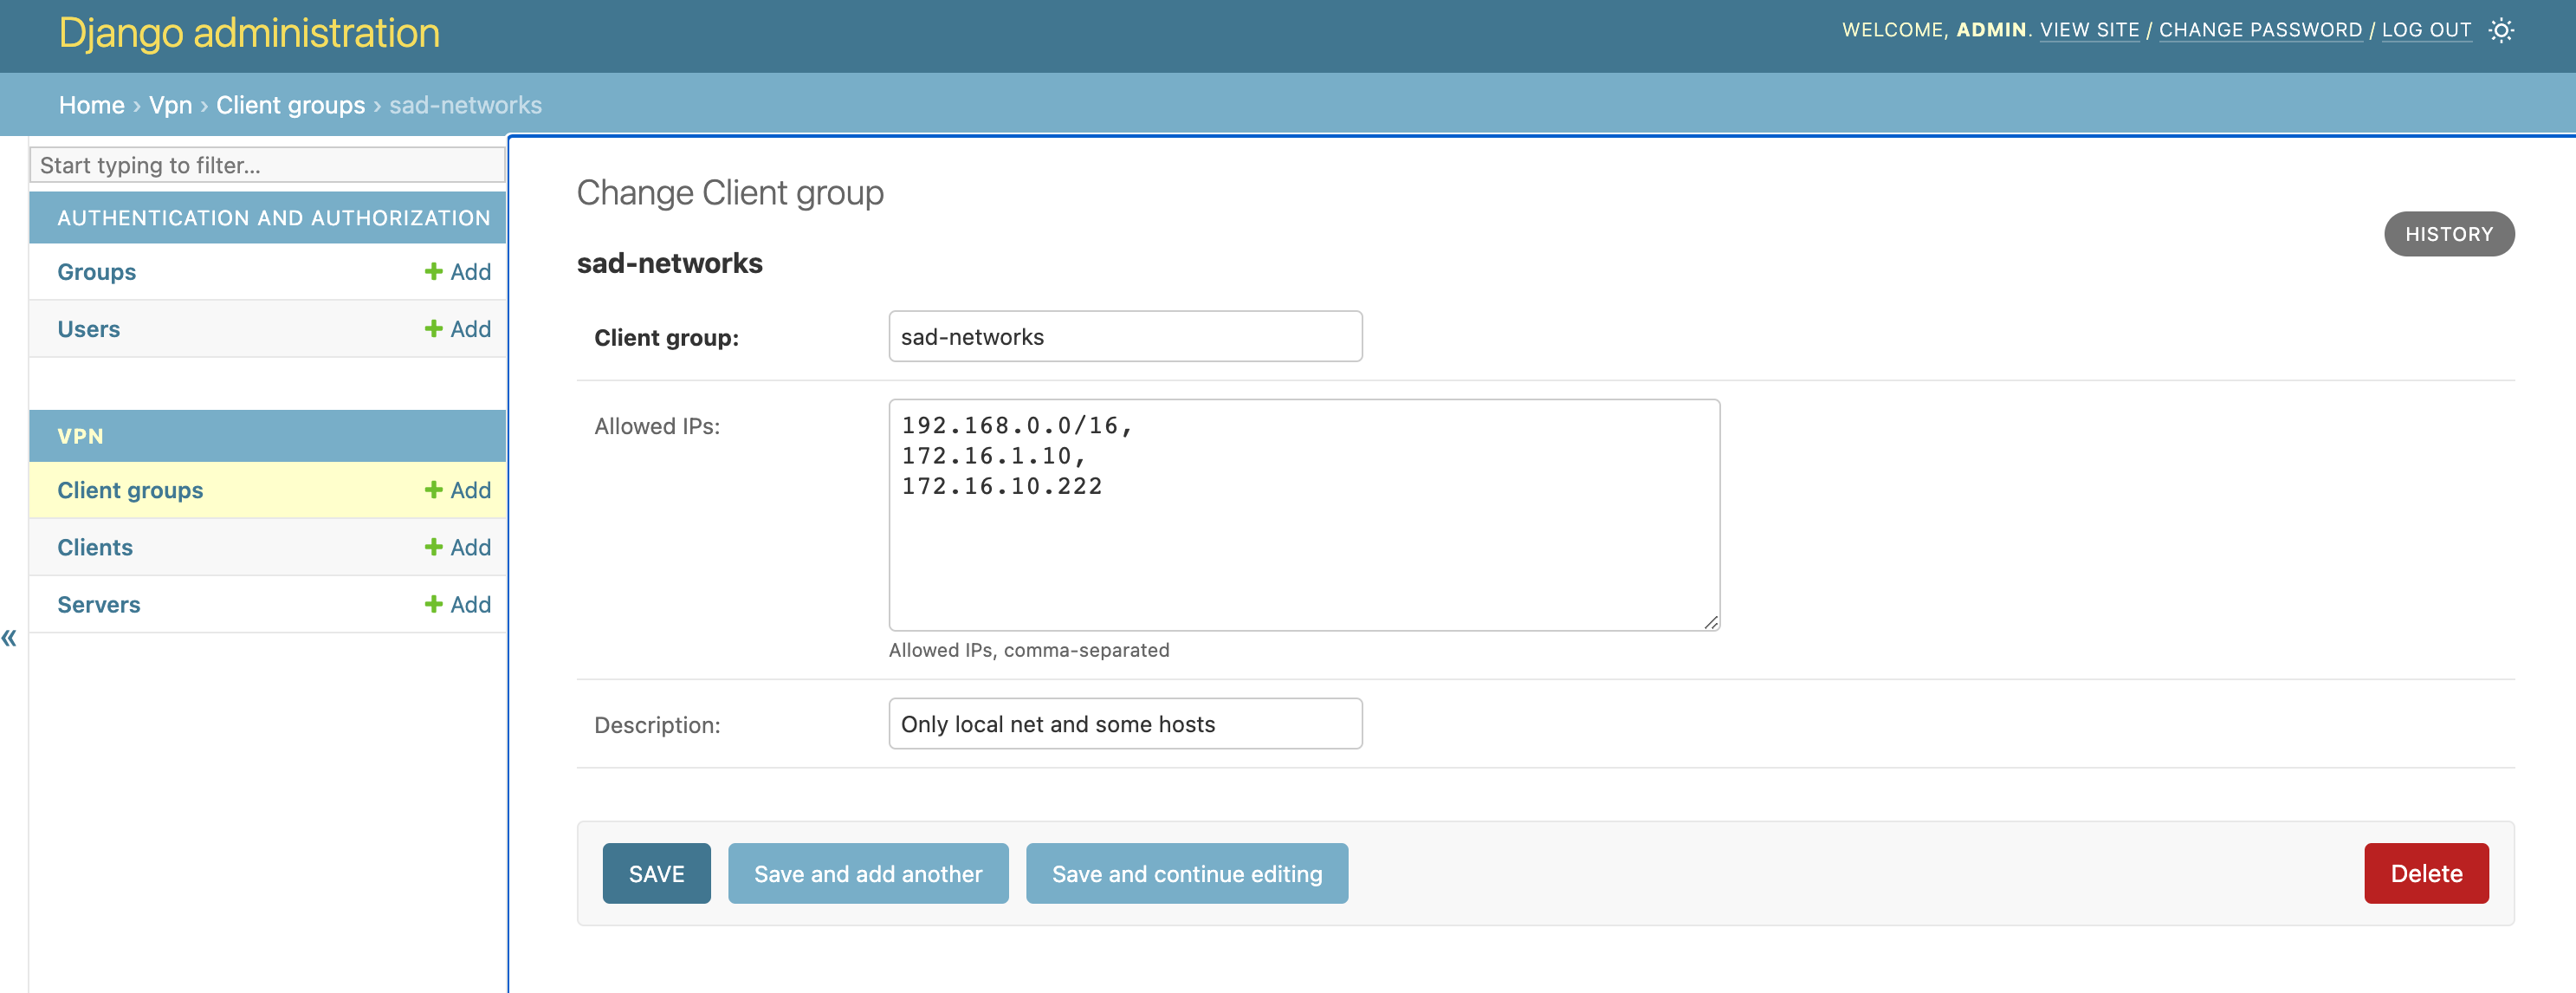 Django administration
WELCOME, ADMIN. VIEW SITE / CHANGE PASSWORD / LOG OUT
Home › Vpn › Client groups › sad-networks
Start typing to filter...
AUTHENTICATION AND AUTHORIZATION
Groups + Add
Users + Add
VPN
Client groups + Add
Clients + Add
Servers + Add
«
Change Client group
HISTORY
sad-networks
Client group: sad-networks
Allowed IPs: 192.168.0.0/16,
172.16.1.10,
172.16.10.222
Allowed IPs, comma-separated
Description: Only local net and some hosts
SAVE Save and add another Save and continue editing Delete